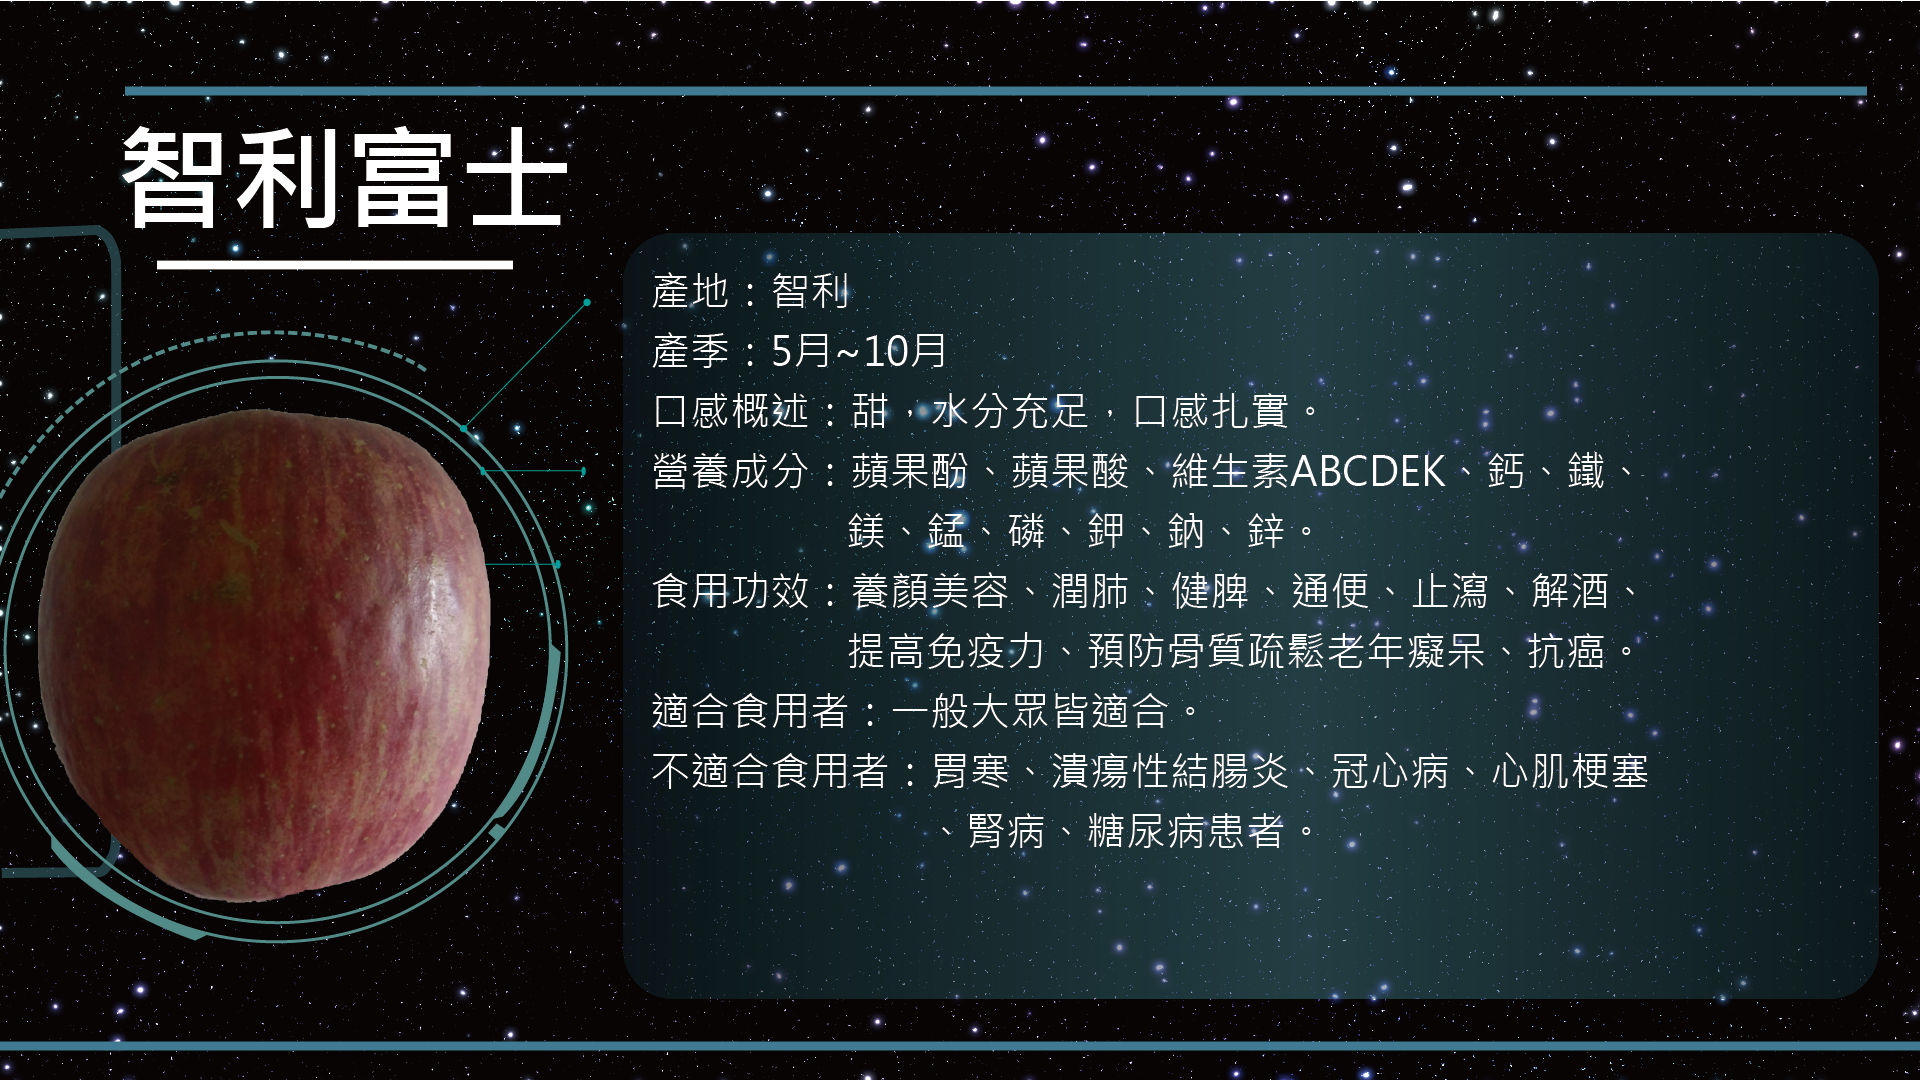 智利富士
產地：智利
產季：5月~10月
口感概述：甜，水分充足，口感扎實。
營養成分：蘋果酚、蘋果酸、維生素ABCDEK、鈣、鐵、
鎂、錳、磷、鉀、鈉、鋅。
食用功效：養顏美容、潤肺、健脾、通便、止瀉、解酒、
提高免疫力、預防骨質疏鬆老年癡呆、抗癌。
適合食用者：一般大眾皆適合。
不適合食用者：胃寒、潰瘍性結腸炎、冠心病、心肌梗塞
、腎病、糖尿病患者。